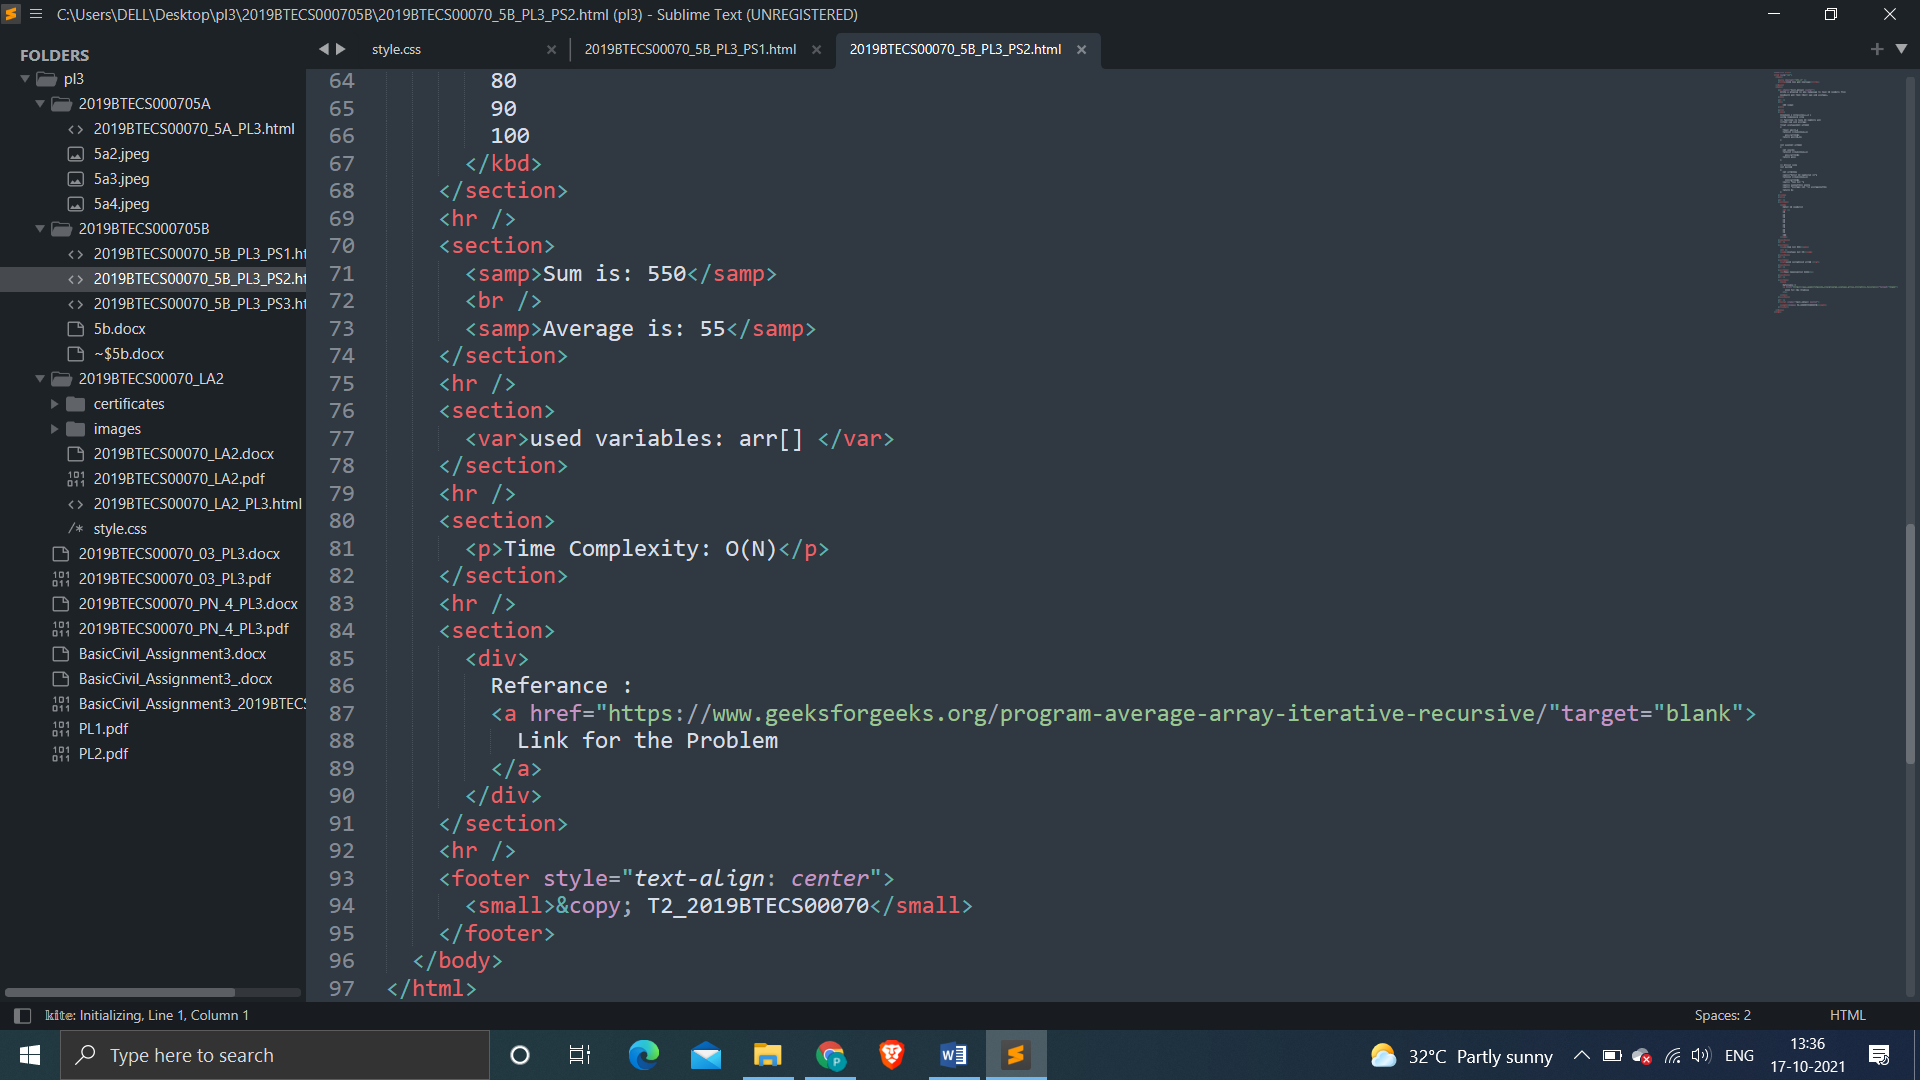 C:\Users\DELL\Desktop\pl3\2019BTECS000705B\2019BTECS00070_5B_PL3_PS2.html (pl3) - Sublime Text (UNREGISTERED)
FOLDERS
pl3
2019BTECS000705A
2019BTECS00070_5A_PL3.html
5a2.jpeg
5a3.jpeg
5a4.jpeg
2019BTECS000705B
2019BTECS00070_5B_PL3_PS1.ht
2019BTECS00070_5B_PL3_PS2.ht
2019BTECS00070_5B_PL3_PS3.ht
5b.docx
~$5b.docx
2019BTECS00070_LA2
certificates
images
2019BTECS00070_LA2.docx
2019BTECS00070_LA2.pdf
2019BTECS00070_LA2_PL3.html
style.css
2019BTECS00070_03_PL3.docx
2019BTECS00070_03_PL3.pdf
2019BTECS00070_PN_4_PL3.docx
2019BTECS00070_PN_4_PL3.pdf
BasicCivil_Assignment3.docx
BasicCivil_Assignment3_.docx
BasicCivil_Assignment3_2019BTECS
PL1.pdf
PL2.pdf
style.css 2019BTECS00070_5B_PL3_PS1.html 2019BTECS00070_5B_PL3_PS2.html
64 80
65 90
66 100
67 </kbd>
68 </section>
69 <hr />
70 <section>
71 <samp>Sum is: 550</samp>
72 <br />
73 <samp>Average is: 55</samp>
74 </section>
75 <hr />
76 <section>
77 <var>used variables: arr[] </var>
78 </section>
79 <hr />
80 <section>
81 <p>Time Complexity: O(N)</p>
82 </section>
83 <hr />
84 <section>
85 <div>
86 Referance :
87 <a href="https://www.geeksforgeeks.org/program-average-array-iterative-recursive/"target="blank">
88 Link for the Problem
89 </a>
90 </div>
91 </section>
92 <hr />
93 <footer style="text-align: center">
94 <small>&copy; T2_2019BTECS00070</small>
95 </footer>
96 </body>
97 </html>
kite: Initializing, Line 1, Column 1
Spaces: 2
HTML
Type here to search
32°C Partly sunny
ENG
13:36
17-10-2021